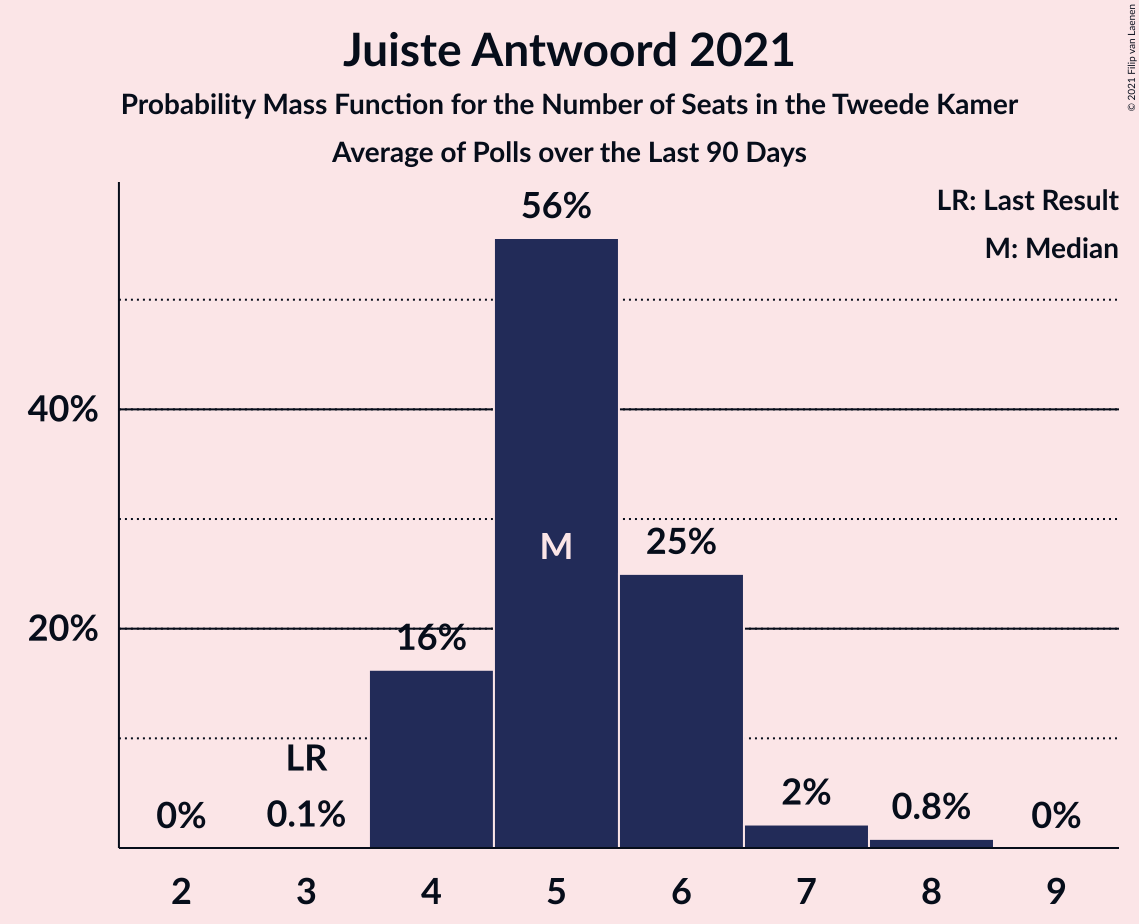 Juiste Antwoord 2021
Probability Mass Function for the Number of Seats in the Tweede Kamer
Average of Polls over the Last 90 Days
© 2021 Filip van Laenen
LR: Last Result
M: Median
56%
40%
M
25%
20%
16%
LR
0%
0.1%
2%
0.8%
0%
2 3 4 5 6 7 8 9